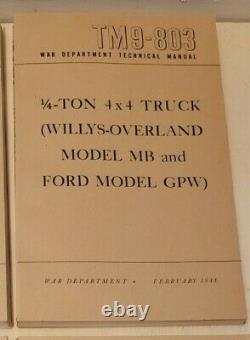 TM9-803
WAR DEPARTMENT TECHNICAL MANUAL
¼-TON 4x4 TRUCK
(WILLYS-OVERLAND
MODEL MB and
FORD MODEL GPW)
WAR DEPARTMENT • FEBRUARY 1944
ebay